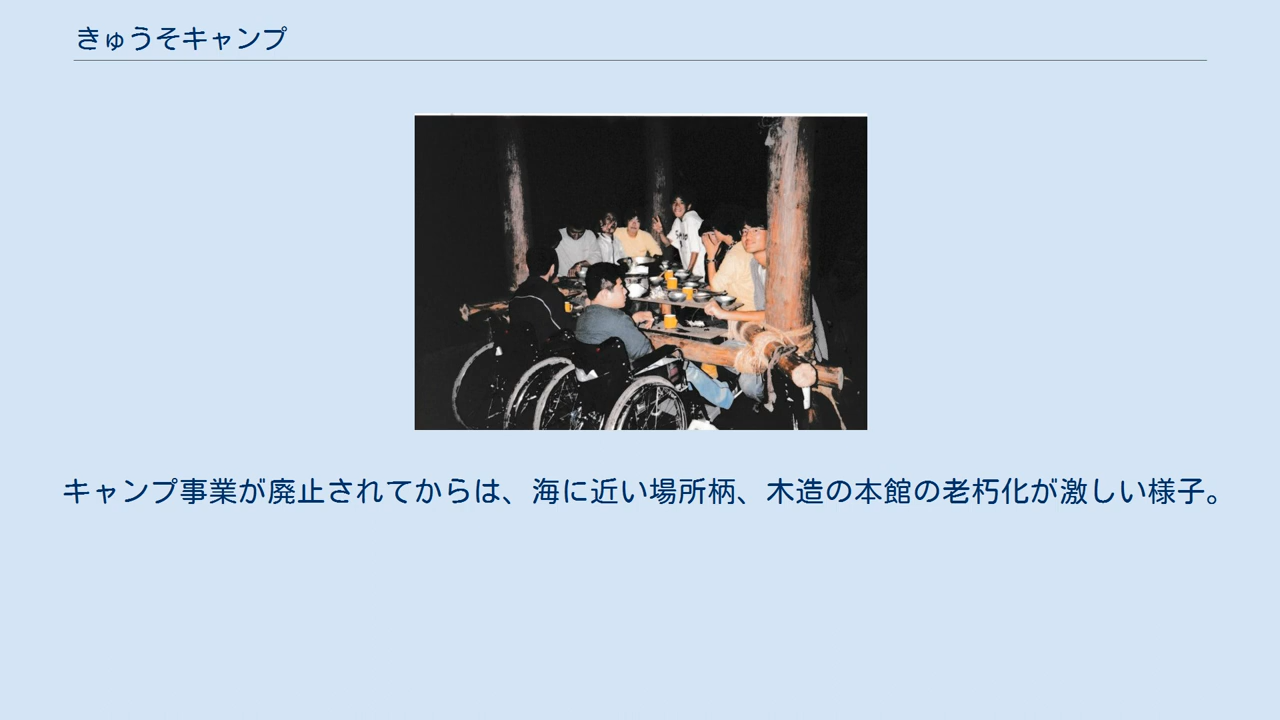 きゅうそキャンプ
キャンプ事業が廃止されてからは、海に近い場所柄、木造の本館の老朽化が激しい様子。